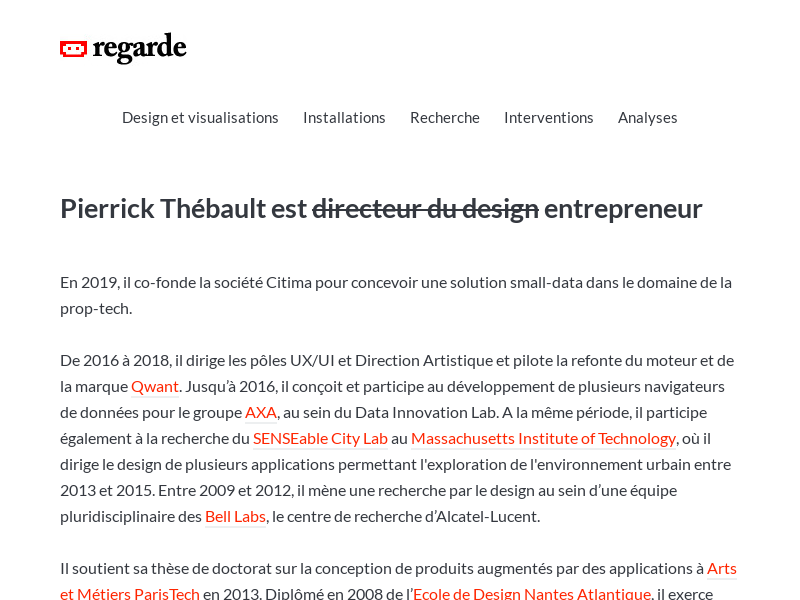 regarde
Design et visualisations Installations Recherche Interventions Analyses
Pierrick Thébault est directeur du design entrepreneur
En 2019, il co-fonde la société Citima pour concevoir une solution small-data dans le domaine de la
prop-tech.
De 2016 à 2018, il dirige les pôles UX/UI et Direction Artistique et pilote la refonte du moteur et de
la marque Qwant. Jusqu’à 2016, il conçoit et participe au développement de plusieurs navigateurs
de données pour le groupe AXA, au sein du Data Innovation Lab. A la même période, il participe
également à la recherche du SENSEable City Lab au Massachusetts Institute of Technology, où il
dirige le design de plusieurs applications permettant l'exploration de l'environnement urbain entre
2013 et 2015. Entre 2009 et 2012, il mène une recherche par le design au sein d’une équipe
pluridisciplinaire des Bell Labs, le centre de recherche d’Alcatel-Lucent.
Il soutient sa thèse de doctorat sur la conception de produits augmentés par des applications à Arts
et Métiers ParisTech en 2013. Diplômé en 2008 de l’Ecole de Design Nantes Atlantique, il exerce